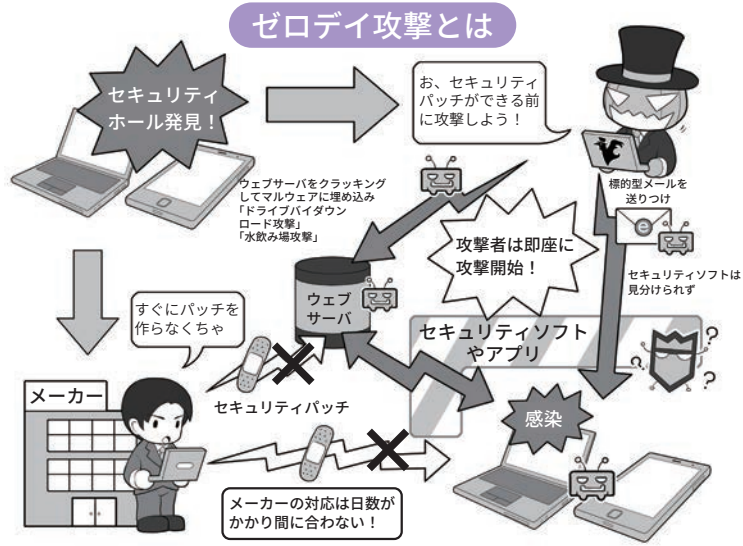 ゼロデイ攻撃とは
セキュリティ
ホール発見！
お、セキュリティ
パッチができる前
に攻撃しよう！
ウェブサーバをクラッキング
してマルウェアに埋め込み
「ドライブバイダウン
ロード攻撃」
「水飲み場攻撃」
標的型メールを
送りつけ
e
攻撃者は即座に
攻撃開始！
セキュリティソフトは
見分けられず
すぐにパッチを
作らなくちゃ
ウェブ
サーバ
セキュリティソフト
やアプリ
? ? ? ?
メーカー
セキュリティパッチ
感染
メーカーの対応は日数が
かかり間に合わない！